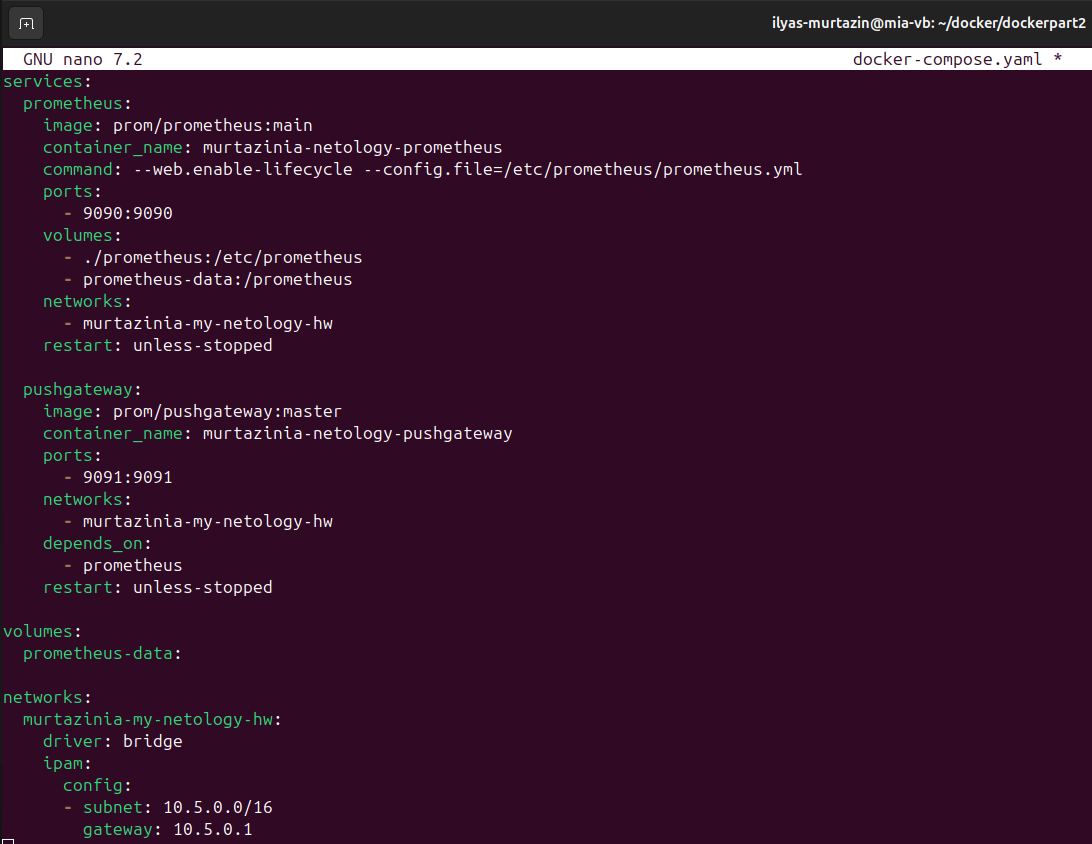 ilyas-murtazin@mia-vb: ~/docker/dockerpart2
GNU nano 7.2 docker-compose.yaml *
services:
  prometheus:
    image: prom/prometheus:main
    container_name: murtazinia-netology-prometheus
    command: --web.enable-lifecycle --config.file=/etc/prometheus/prometheus.yml
    ports:
      - 9090:9090
    volumes:
      - ./prometheus:/etc/prometheus
      - prometheus-data:/prometheus
    networks:
      - murtazinia-my-netology-hw
    restart: unless-stopped

  pushgateway:
    image: prom/pushgateway:master
    container_name: murtazinia-netology-pushgateway
    ports:
      - 9091:9091
    networks:
      - murtazinia-my-netology-hw
    depends_on:
      - prometheus
    restart: unless-stopped

volumes:
  prometheus-data:

networks:
  murtazinia-my-netology-hw:
    driver: bridge
    ipam:
      config:
      - subnet: 10.5.0.0/16
        gateway: 10.5.0.1